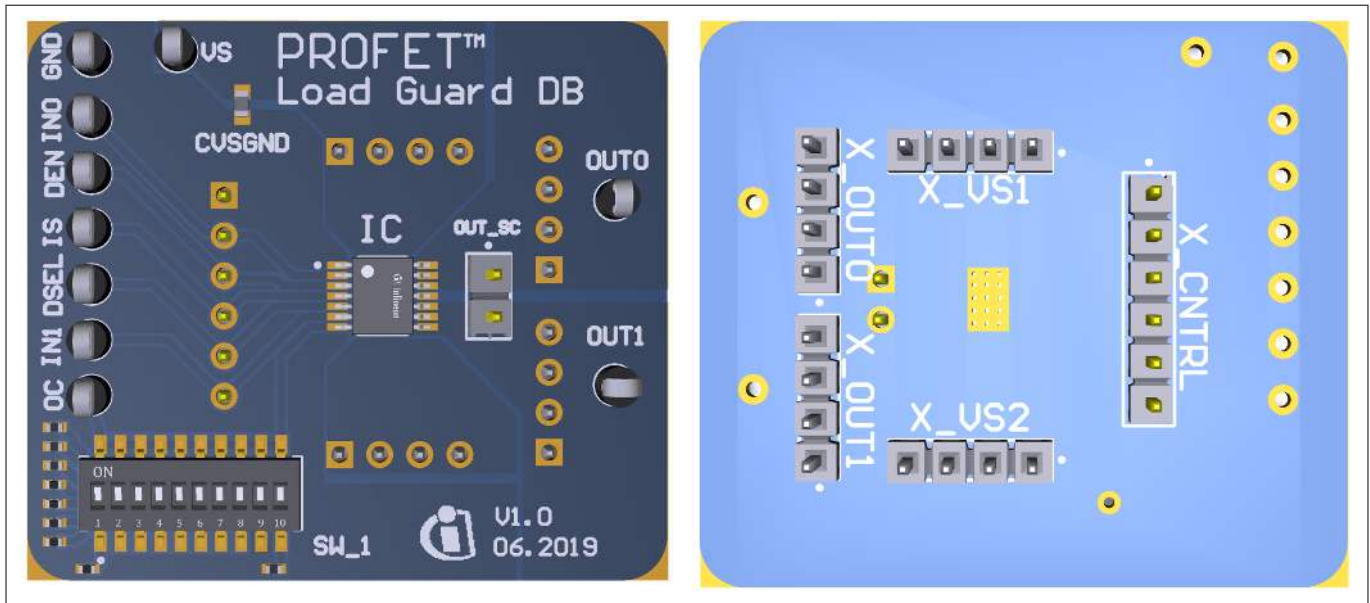 GND
VS
PROFET™
Load Guard DB
IN0
CVSGND
DEN
OUT0
IS
IC
OUT_SC
DSEL
Infineon
IN1
OUT1
OC
ON
1 2 3 4 5 6 7 8 9 10
SW_1
V1.0
06.2019
X_OUT0
X_VS1
X_CNTRL
X_OUT1
X_VS2